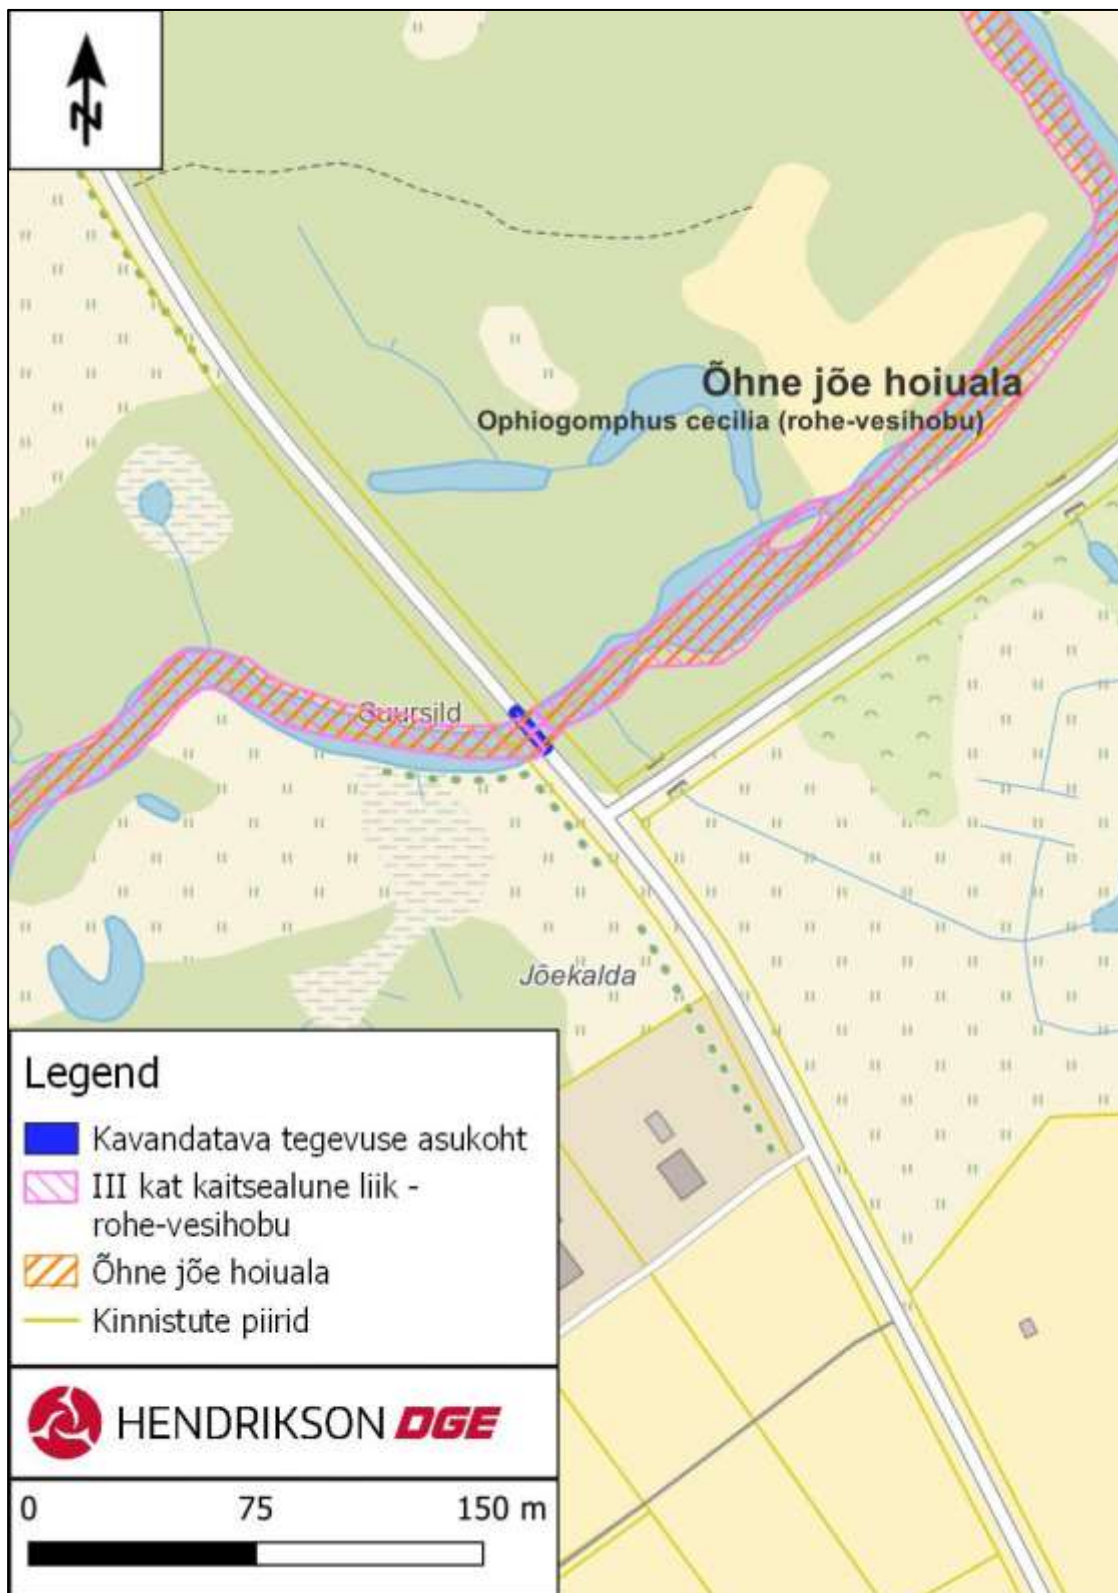 N
Õhne jõe hoiuala
Ophiogomphus cecilia (rohe-vesihobu)
Suursild
Jõekalda
Legend
Kavandatava tegevuse asukoht
III kat kaitsealune liik -
rohe-vesihobu
Õhne jõe hoiuala
Kinnistute piirid
HENDRIKSON DGE
0 75 150 m